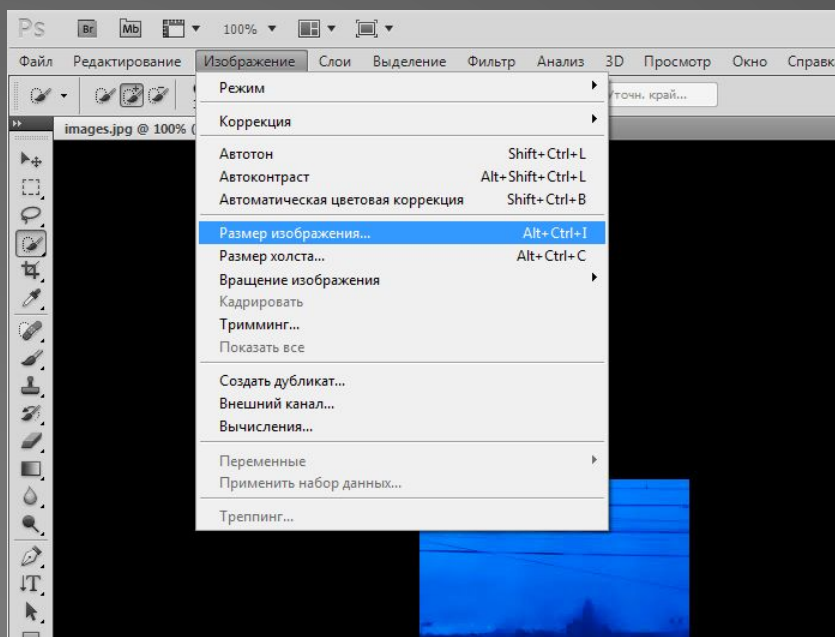 Ps Br Mb 100%
Файл Редактирование Изображение Слои Выделение Фильтр Анализ 3D Просмотр Окно Справк
точн. край...
images.jpg @ 100% (
Режим
Коррекция
Автотон Shift+Ctrl+L
Автоконтраст Alt+Shift+Ctrl+L
Автоматическая цветовая коррекция Shift+Ctrl+B
Размер изображения... Alt+Ctrl+I
Размер холста... Alt+Ctrl+C
Вращение изображения
Кадрировать
Тримминг...
Показать все
Создать дубликат...
Внешний канал...
Вычисления...
Переменные
Применить набор данных...
Треппинг...
T